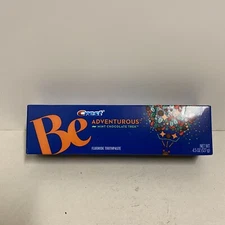 Crest
Be
ADVENTUROUS
MINT CHOCOLATE TREK
FLUORIDE TOOTHPASTE
NET WT